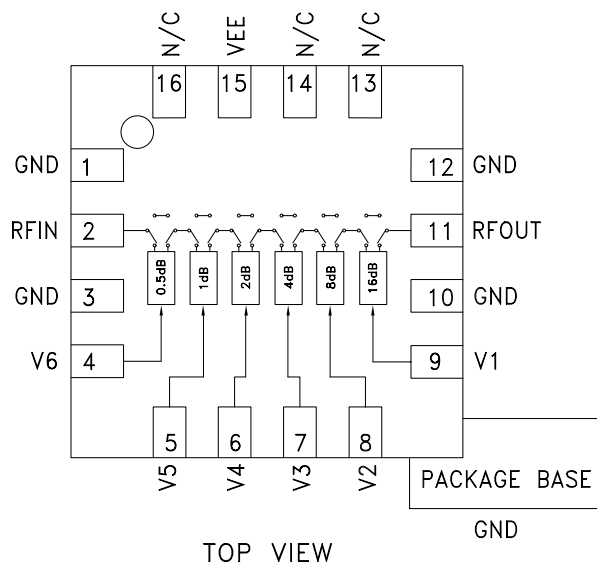 N/C
VEE
N/C
N/C
16
15
14
13
GND
1
12
GND
RFIN
2
11
RFOUT
0.5dB
1dB
2dB
4dB
8dB
16dB
GND
3
10
GND
V6
4
9
V1
5
6
7
8
V5
V4
V3
V2
PACKAGE BASE
GND
TOP VIEW